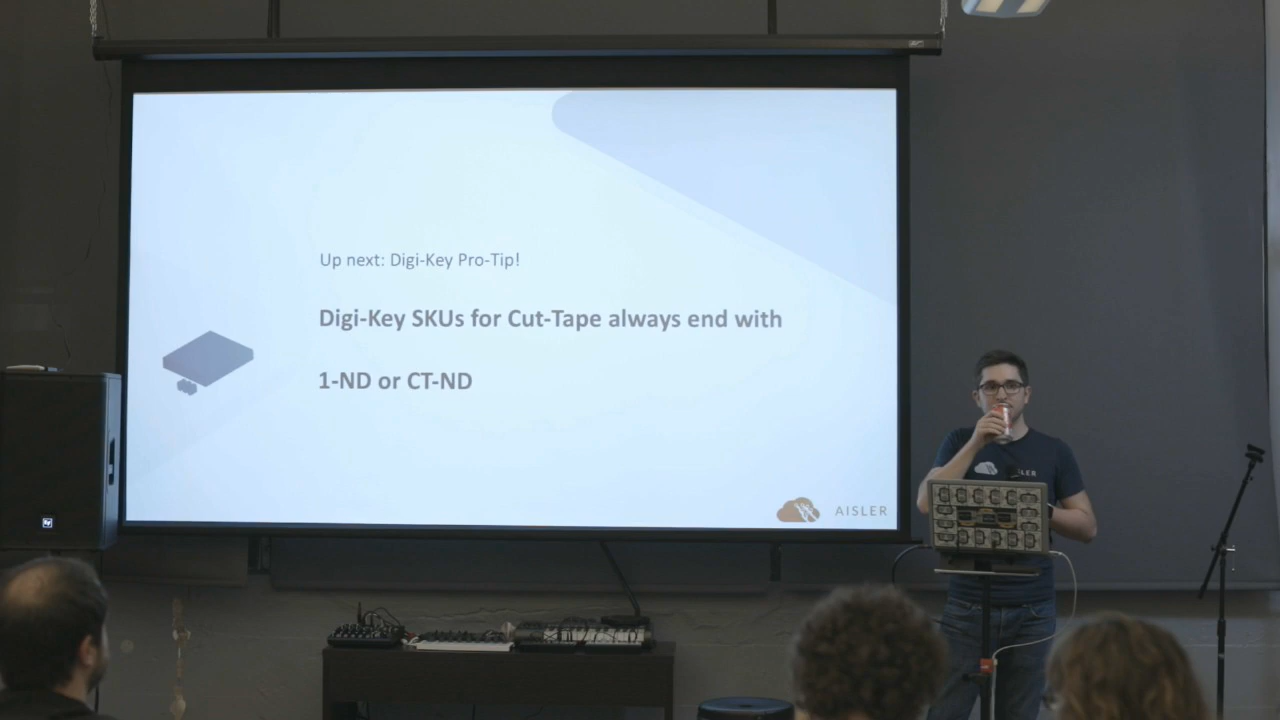 Up next: Digi-Key Pro-Tip!
Digi-Key SKUs for Cut-Tape always end with
1-ND or CT-ND
AISLER